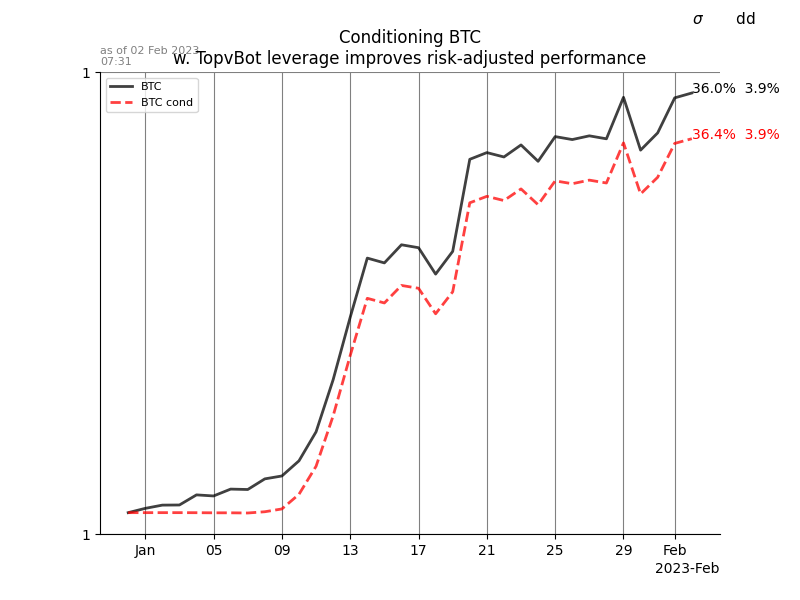 σ dd
Conditioning BTC
as of 02 Feb 2023
07:31
w. TopvBot leverage improves risk-adjusted performance
1
BTC
BTC cond
36.0% 3.9%
36.4% 3.9%
1
Jan 05 09 13 17 21 25 29 Feb
2023-Feb